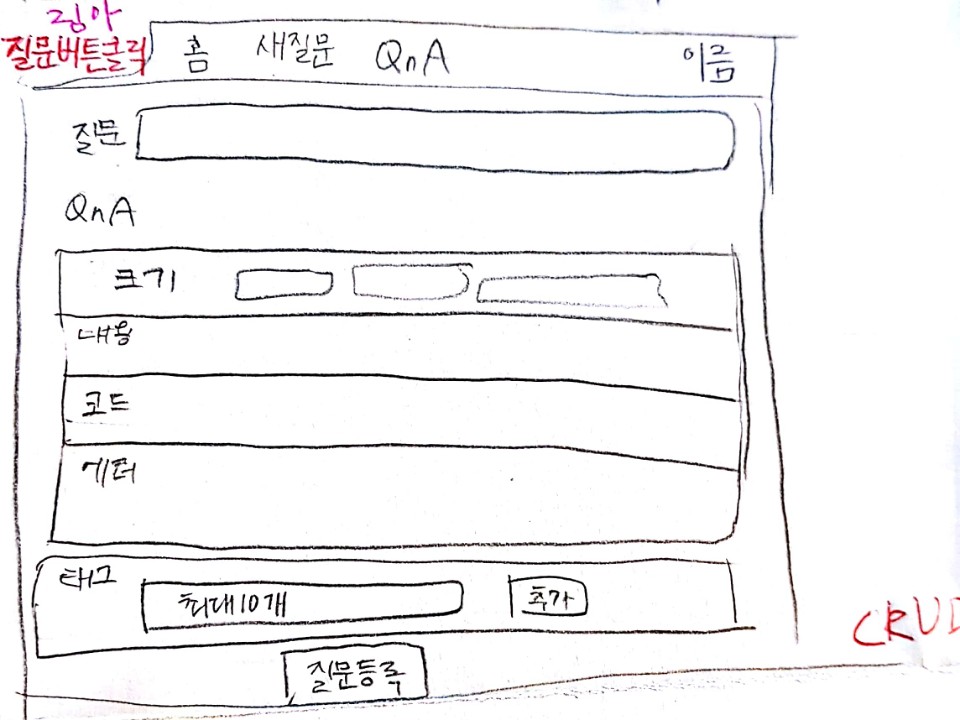 링아
질문버튼클릭
홈 새질문 QnA 이름
질문
QnA
크기
내용
코드
에러
태그 최대10개 추가
질문등록
CRUD